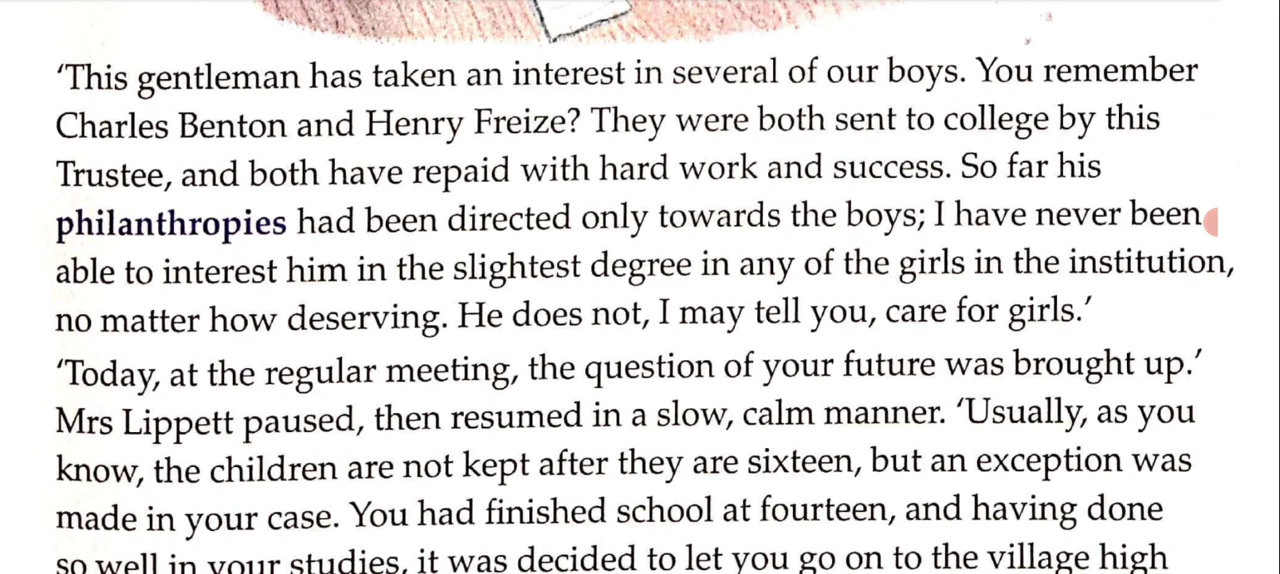 ‘This gentleman has taken an interest in several of our boys. You remember
Charles Benton and Henry Freize? They were both sent to college by this
Trustee, and both have repaid with hard work and success. So far his
philanthropies had been directed only towards the boys; I have never been
able to interest him in the slightest degree in any of the girls in the institution,
no matter how deserving. He does not, I may tell you, care for girls.’
‘Today, at the regular meeting, the question of your future was brought up.’
Mrs Lippett paused, then resumed in a slow, calm manner. ‘Usually, as you
know, the children are not kept after they are sixteen, but an exception was
made in your case. You had finished school at fourteen, and having done
so well in your studies, it was decided to let you go on to the village high